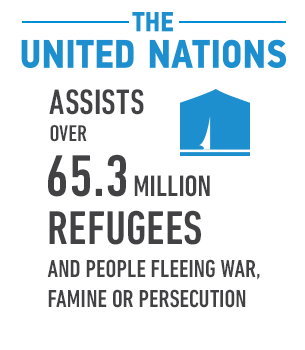 THE
UNITED NATIONS
ASSISTS
OVER
65.3 MILLION
REFUGEES
AND PEOPLE FLEEING WAR,
FAMINE OR PERSECUTION